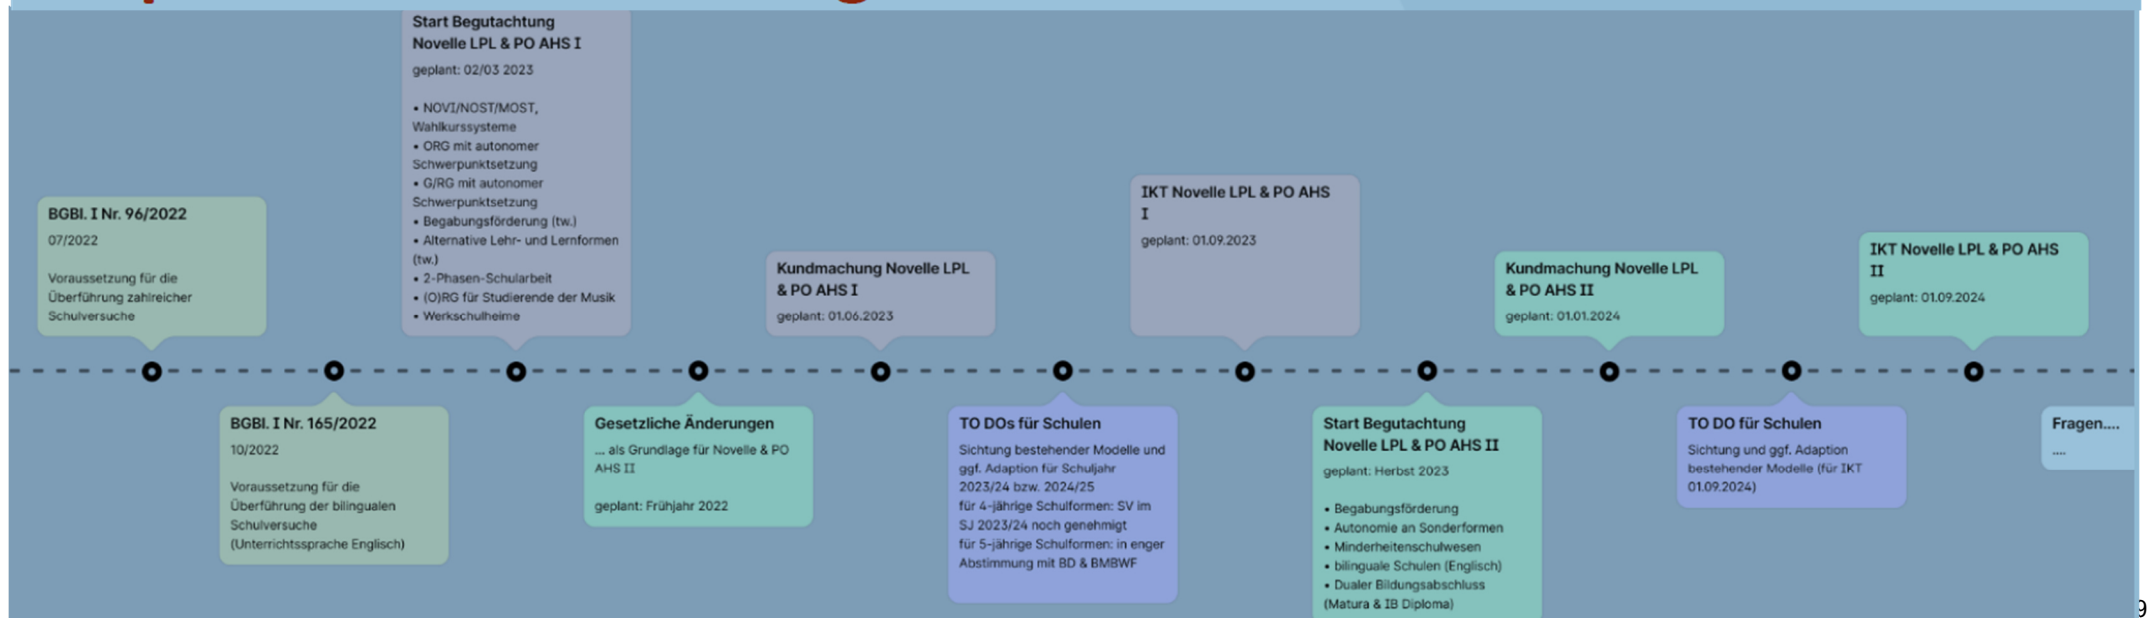 BGBl. I Nr. 96/2022
07/2022
Voraussetzung für die
Überführung zahlreicher
Schulversuche
BGBl. I Nr. 165/2022
10/2022
Voraussetzung für die
Überführung der bilingualen
Schulversuche
(Unterrichtssprache Englisch)
Start Begutachtung
Novelle LPL & PO AHS I
geplant: 02/03 2023
• NOVI/NOST/MOST,
Wahlkurssysteme
• ORG mit autonomer
Schwerpunktsetzung
• G/RG mit autonomer
Schwerpunktsetzung
• Begabungsförderung (tw.)
• Alternative Lehr- und Lernformen
(tw.)
• 2-Phasen-Schularbeit
• (O)RG für Studierende der Musik
• Werkschulheime
Gesetzliche Änderungen
... als Grundlage für Novelle & PO
AHS II
geplant: Frühjahr 2022
Kundmachung Novelle LPL
& PO AHS I
geplant: 01.06.2023
TO DOs für Schulen
Sichtung bestehender Modelle und
ggf. Adaption für Schuljahr
2023/24 bzw. 2024/25
für 4-jährige Schulformen: SV im
SJ 2023/24 noch genehmigt
für 5-jährige Schulformen: in enger
Abstimmung mit BD & BMBWF
IKT Novelle LPL & PO AHS
I
geplant: 01.09.2023
Start Begutachtung
Novelle LPL & PO AHS II
geplant: Herbst 2023
• Begabungsförderung
• Autonomie an Sonderformen
• Minderheitenschulwesen
• bilinguale Schulen (Englisch)
• Dualer Bildungsabschluss
(Matura & IB Diploma)
Kundmachung Novelle LPL
& PO AHS II
geplant: 01.01.2024
TO DO für Schulen
Sichtung und ggf. Adaption
bestehender Modelle (für IKT
01.09.2024)
IKT Novelle LPL & PO AHS
II
geplant: 01.09.2024
Fragen....
....
9